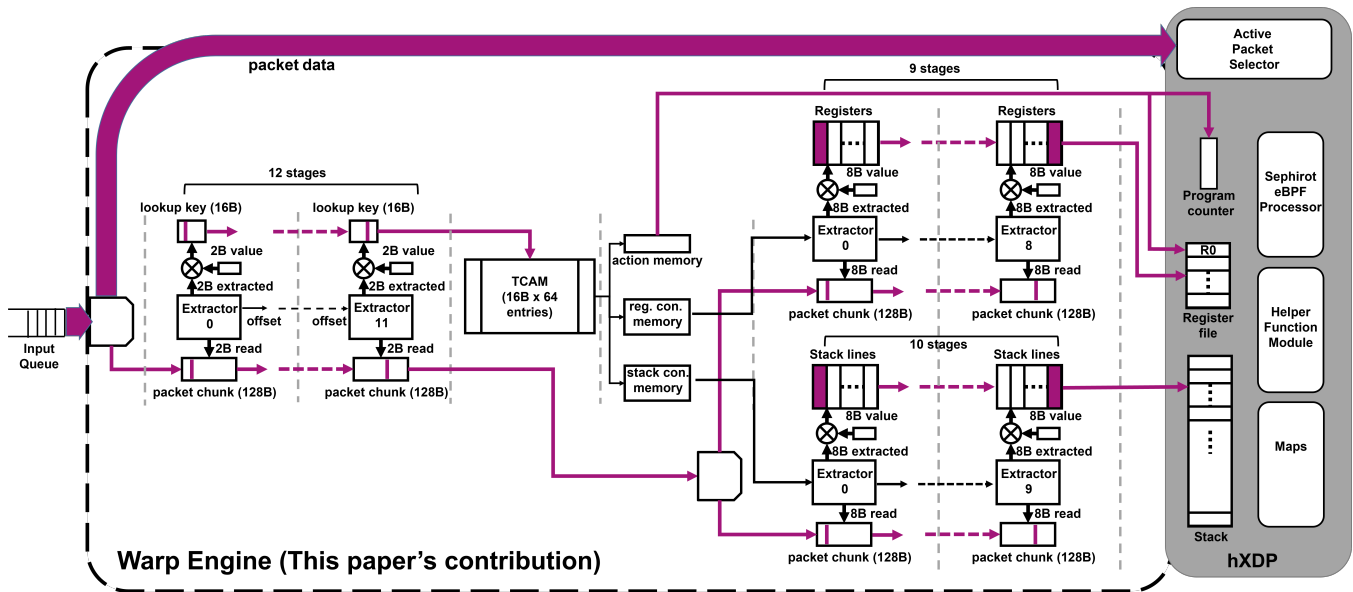 packet data
Active
Packet
Selector
9 stages
Registers
Registers
8B value
8B value
8B extracted
8B extracted
Extractor
0
Extractor
8
8B read
8B read
packet chunk (128B)
packet chunk (128B)
12 stages
lookup key (16B)
lookup key (16B)
2B value
2B value
2B extracted
2B extracted
Extractor
0
offset
offset
Extractor
11
2B read
2B read
packet chunk (128B)
packet chunk (128B)
Input
Queue
TCAM
(16B x 64
entries)
action memory
reg. con.
memory
stack con.
memory
10 stages
Stack lines
Stack lines
8B value
8B value
8B extracted
8B extracted
Extractor
0
Extractor
9
8B read
8B read
packet chunk (128B)
packet chunk (128B)
Program
counter
Sephirot
eBPF
Processor
R0
Register
file
Helper
Function
Module
Maps
Stack
hXDP
Warp Engine (This paper's contribution)